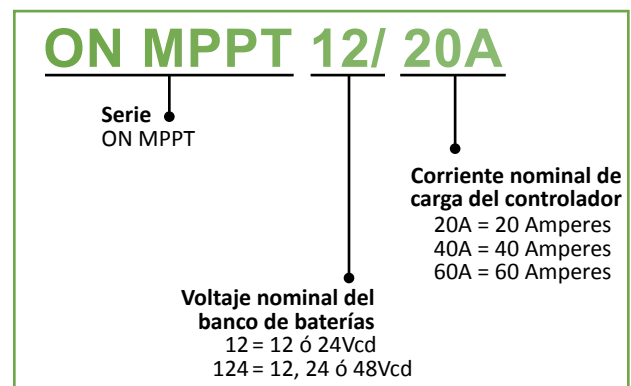 ON MPPT 12/ 20A
Serie
ON MPPT
Corriente nominal de
carga del controlador
20A = 20 Amperes
40A = 40 Amperes
60A = 60 Amperes
Voltaje nominal del
banco de baterías
12 = 12 ó 24Vcd
124 = 12, 24 ó 48Vcd